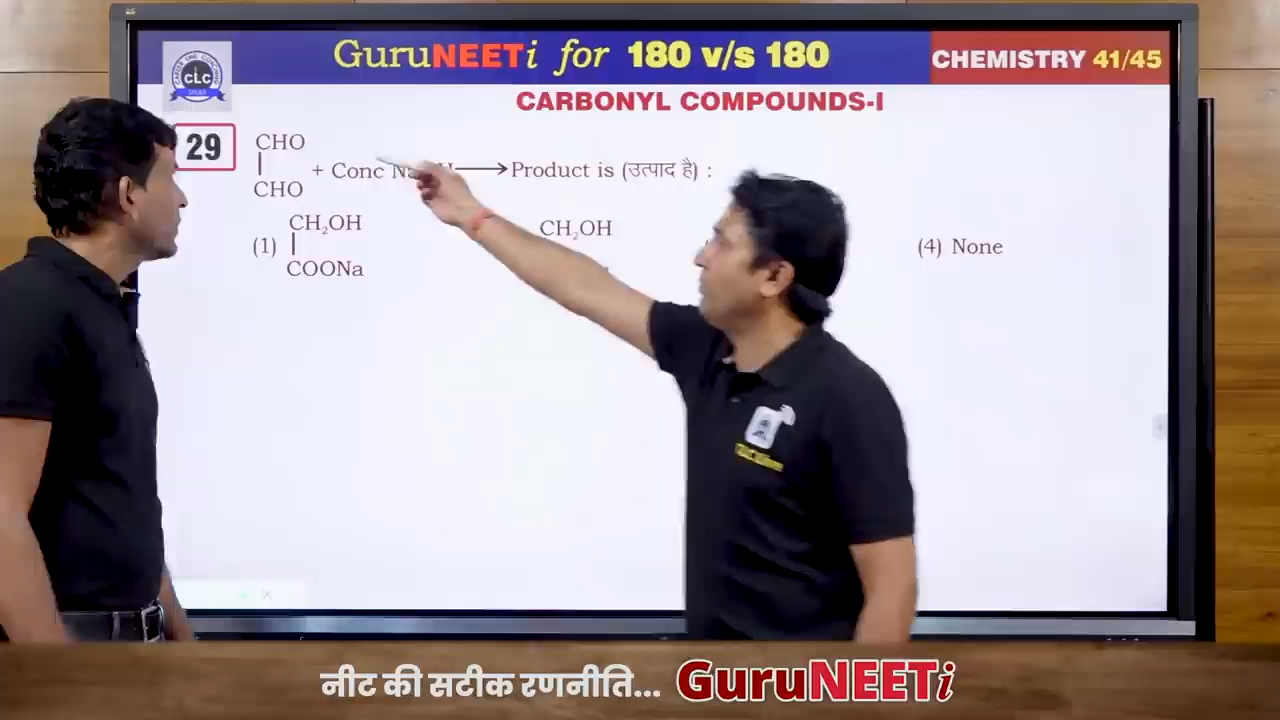 GuruNEETi for 180 v/s 180
CHEMISTRY 41/45
CLC
CARBONYL COMPOUNDS-I
29
CHO
CHO
+ Conc
Product is (उत्पाद है) :
(1)
CH₂OH
COONa
CH₂OH
(4) None
नीट की सटीक रणनीति... GuruNEETi